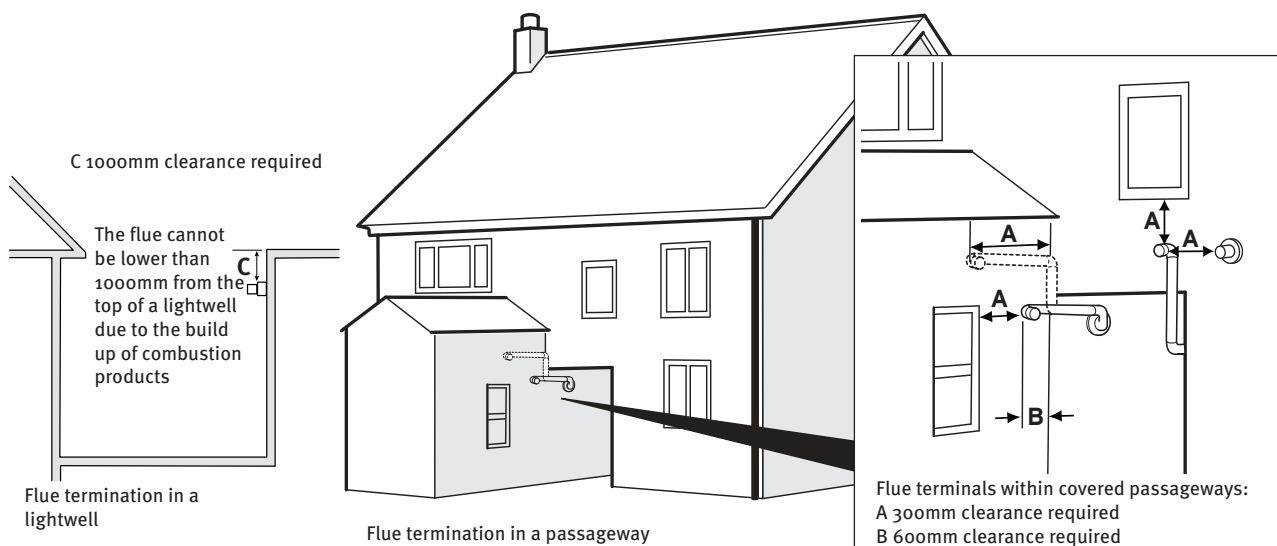 C 1000mm clearance required
The flue cannot
be lower than
1000mm from the
top of a lightwell
due to the build
up of combustion
products
C
Flue termination in a
lightwell
Flue termination in a passageway
A
A
A
A
B
Flue terminals within covered passageways:
A 300mm clearance required
B 600mm clearance required